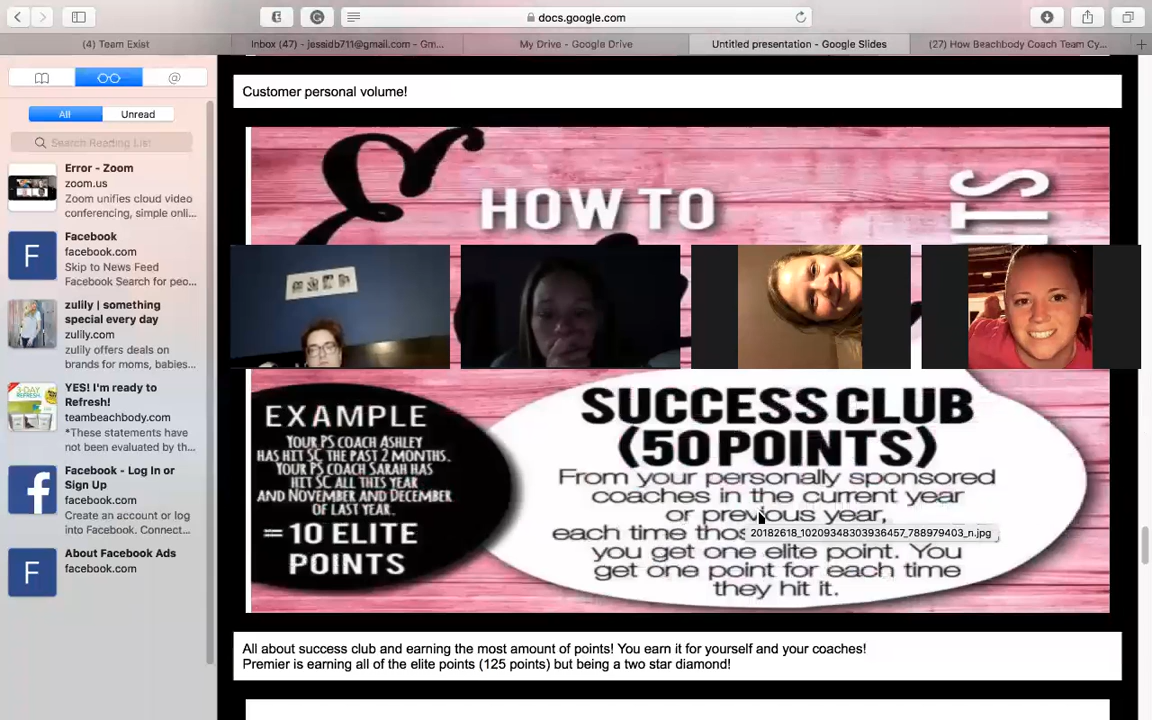 docs.google.com
(4) Team Exist
Inbox (47) - jessidb711@gmail.com - Gm...
My Drive - Google Drive
Untitled presentation - Google Slides
(27) How Beachbody Coach Team Cy...
All
Unread
Search Reading List
Error - Zoom
zoom.us
Zoom unifies cloud video
conferencing, simple onli...
Facebook
facebook.com
Skip to News Feed
Facebook Search for peo...
zulily | something
special every day
zulily.com
zulily offers deals on
brands for moms, babies...
YES! I'm ready to
Refresh!
teambeachbody.com
*These statements have
not been evaluated by th...
Facebook - Log In or
Sign Up
facebook.com
Create an account or log
into Facebook. Connect...
About Facebook Ads
facebook.com
Customer personal volume!
HOW TO
EXAMPLE
YOUR PS COACH ASHLEY
HAS HIT SC THE PAST 2 MONTHS.
YOUR PS COACH SARAH HAS
HIT SC ALL THIS YEAR
AND NOVEMBER AND DECEMBER
OF LAST YEAR.
= 10 ELITE
POINTS
SUCCESS CLUB
(50 POINTS)
From your personally sponsored
coaches in the current year
or previous year,
each time
20182618_10209348303936457_788979403_n.jpg
you get one elite point. You
get one point for each time
they hit it.
All about success club and earning the most amount of points! You earn it for yourself and your coaches!
Premier is earning all of the elite points (125 points) but being a two star diamond!